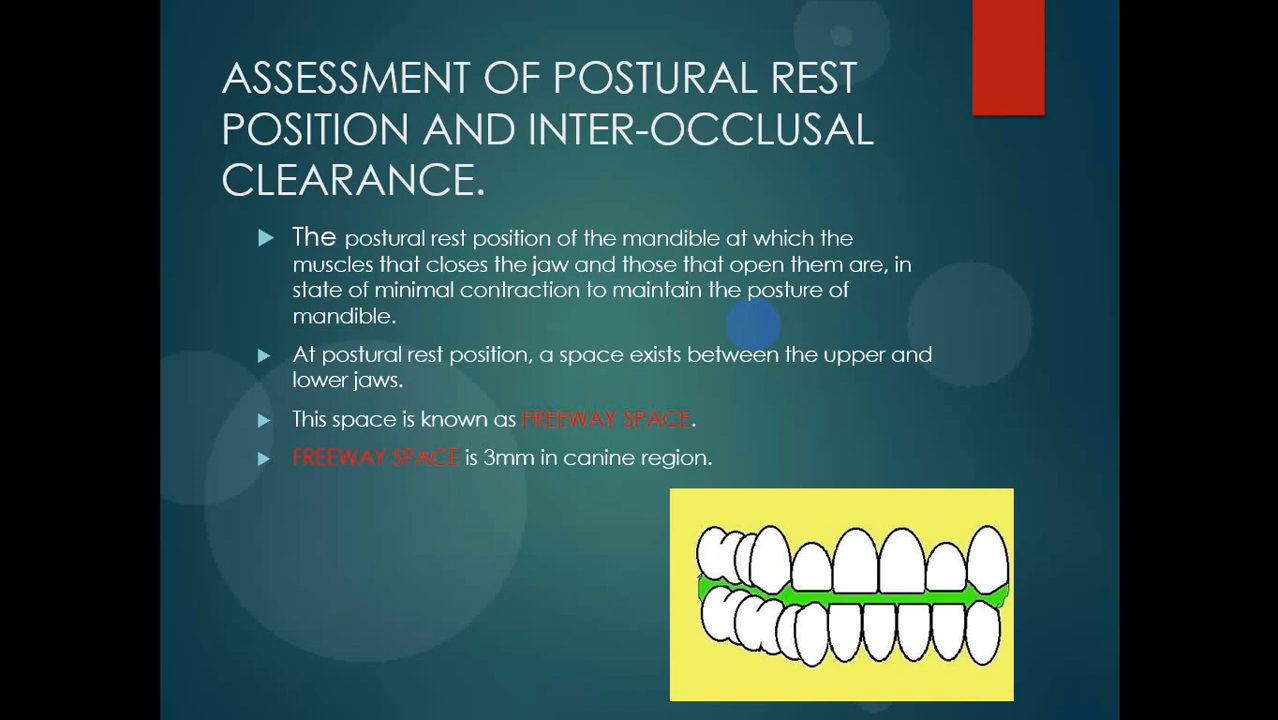 ASSESSMENT OF POSTURAL REST
POSITION AND INTER-OCCLUSAL
CLEARANCE.
The postural rest position of the mandible at which the
muscles that closes the jaw and those that open them are, in
state of minimal contraction to maintain the posture of
mandible.
At postural rest position, a space exists between the upper and
lower jaws.
This space is known as FREEWAY SPACE.
FREEWAY SPACE is 3mm in canine region.